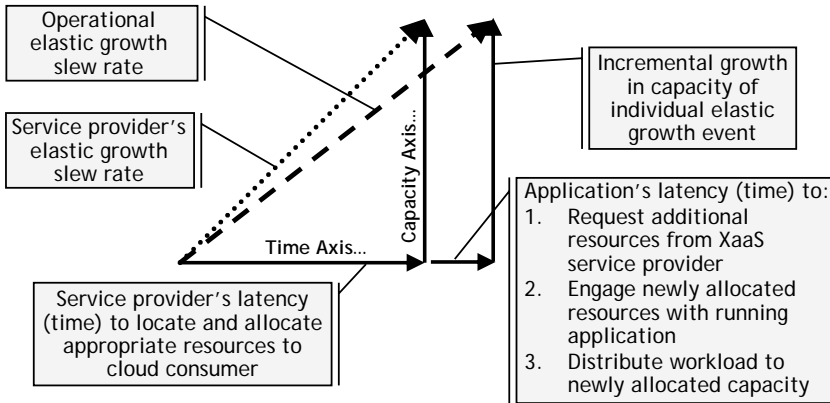 Operational
elastic growth
slew rate
Service provider's
elastic growth
slew rate
Capacity Axis...
Time Axis...
Incremental growth
in capacity of
individual elastic
growth event
Service provider's latency
(time) to locate and allocate
appropriate resources to
cloud consumer
Application's latency (time) to:
1. Request additional
resources from XaaS
service provider
2. Engage newly allocated
resources with running
application
3. Distribute workload to
newly allocated capacity